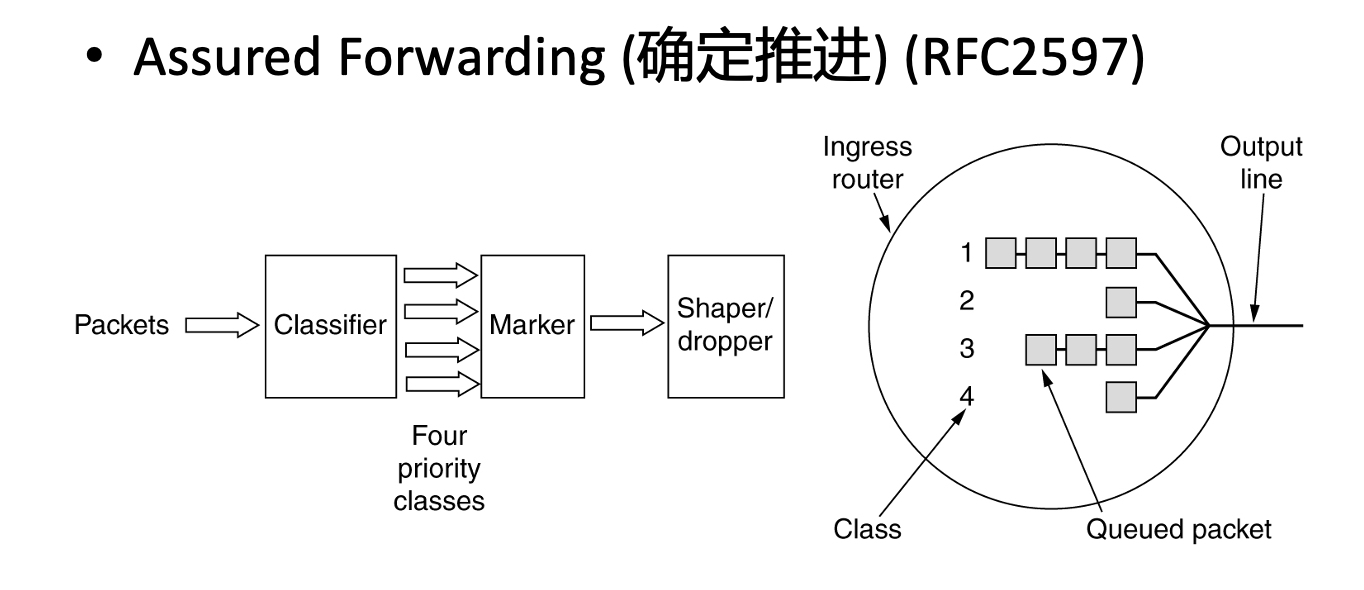 • Assured Forwarding (确定推进) (RFC2597)
Packets
Classifier
Four
priority
classes
Marker
Shaper/
dropper
Ingress
router
Output
line
1
2
3
4
Class
Queued packet